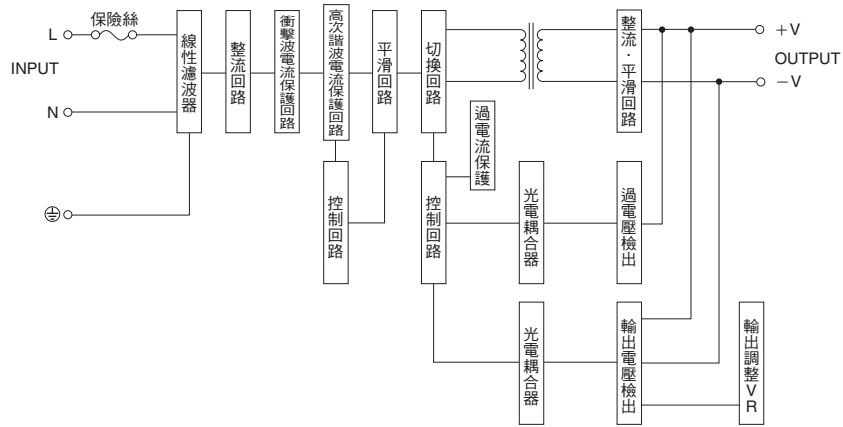 保險絲
L
INPUT
N
線性濾波器
整流回路
衝擊波電流保護回路
高次諧波電流保護回路
平滑回路
切換回路
整流·平滑回路
+V
OUTPUT
−V
過電流保護
控制回路
控制回路
光電耦合器
過電壓檢出
光電耦合器
輸出電壓檢出
輸出調整VR